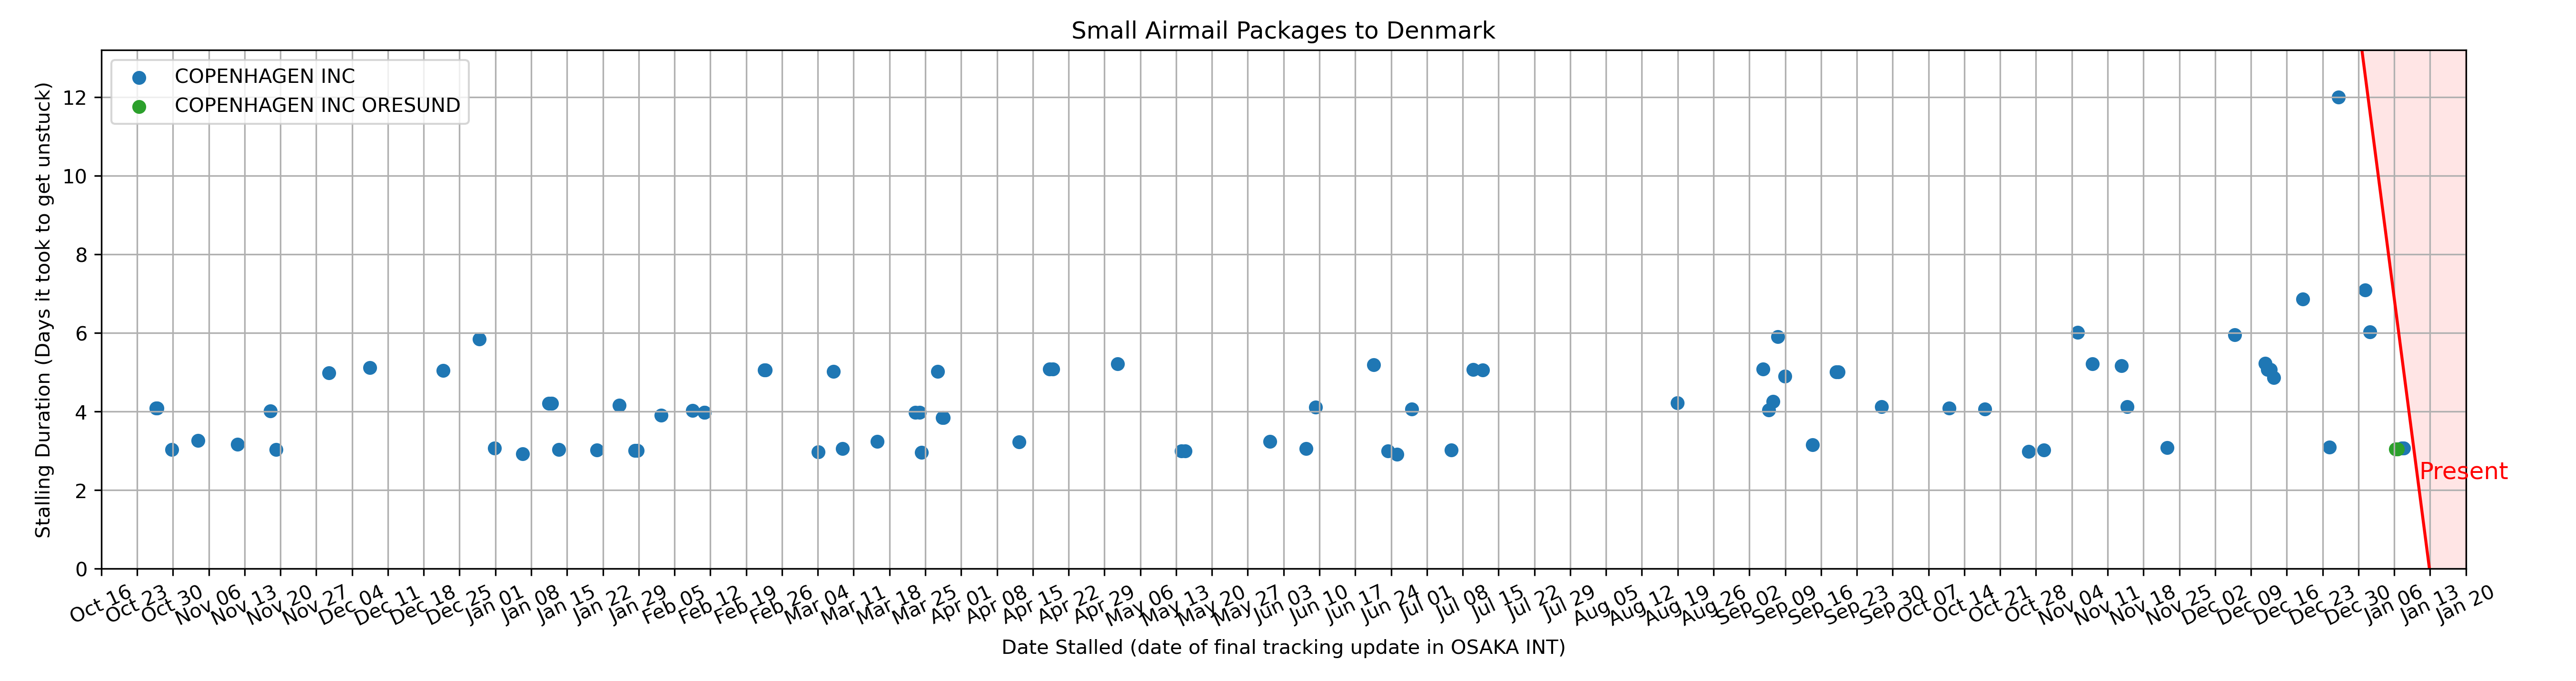 Small Airmail Packages to Denmark
COPENHAGEN INC
COPENHAGEN INC ORESUND
Stalling Duration (Days it took to get unstuck)
12
10
8
6
4
2
0
Present
Oct 16
Oct 23
Oct 30
Nov 06
Nov 13
Nov 20
Nov 27
Dec 04
Dec 11
Dec 18
Dec 25
Jan 01
Jan 08
Jan 15
Jan 22
Jan 29
Feb 05
Feb 12
Feb 19
Feb 26
Mar 04
Mar 11
Mar 18
Mar 25
Apr 01
Apr 08
Apr 15
Apr 22
Apr 29
May 06
May 13
May 20
May 27
Jun 03
Jun 10
Jun 17
Jun 24
Jul 01
Jul 08
Jul 15
Jul 22
Jul 29
Aug 05
Aug 12
Aug 19
Aug 26
Sep 02
Sep 09
Sep 16
Sep 23
Sep 30
Oct 07
Oct 14
Oct 21
Oct 28
Nov 04
Nov 11
Nov 18
Nov 25
Dec 02
Dec 09
Dec 16
Dec 23
Dec 30
Jan 06
Jan 13
Jan 20
Date Stalled (date of final tracking update in OSAKA INT)